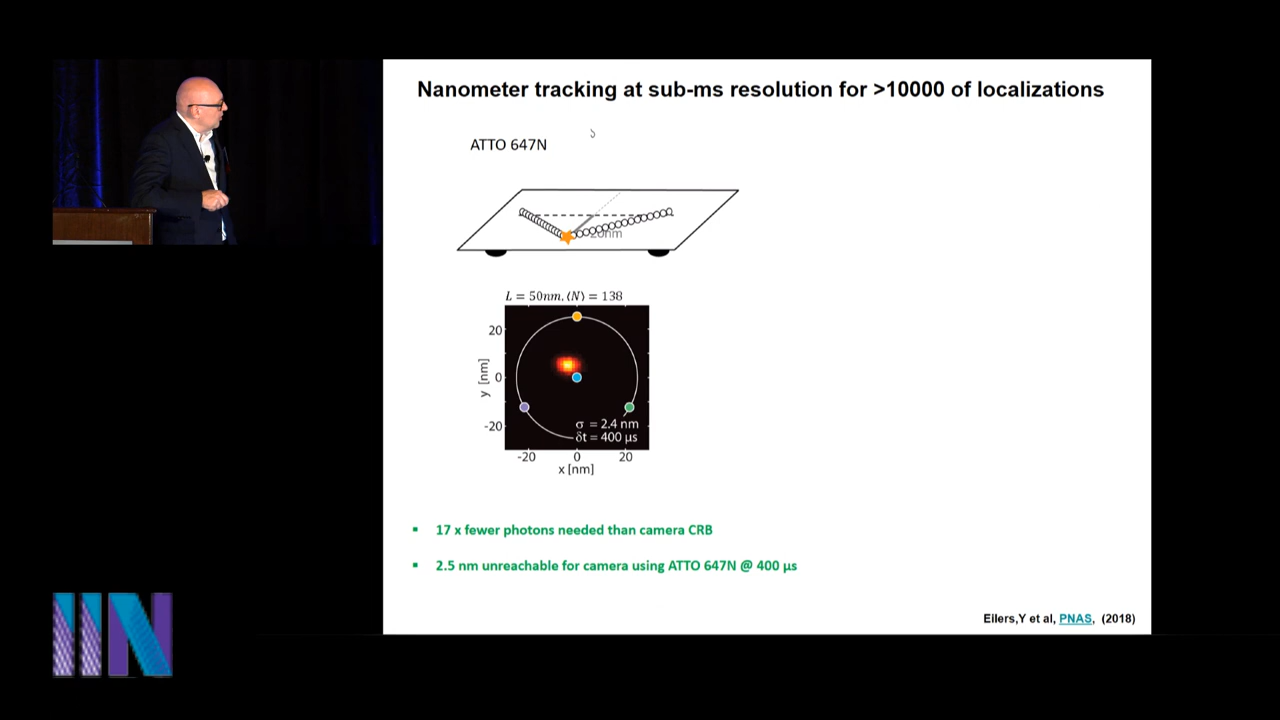 Nanometer tracking at sub-ms resolution for >10000 of localizations
ATTO 647N
20nm
L = 50nm, ⟨N⟩ = 138
20
0
-20
y [nm]
σ = 2.4 nm
δt = 400 µs
-20 0 20
x [nm]
▪ 17 x fewer photons needed than camera CRB
▪ 2.5 nm unreachable for camera using ATTO 647N @ 400 µs
Eilers,Y et al, PNAS, (2018)
IIN